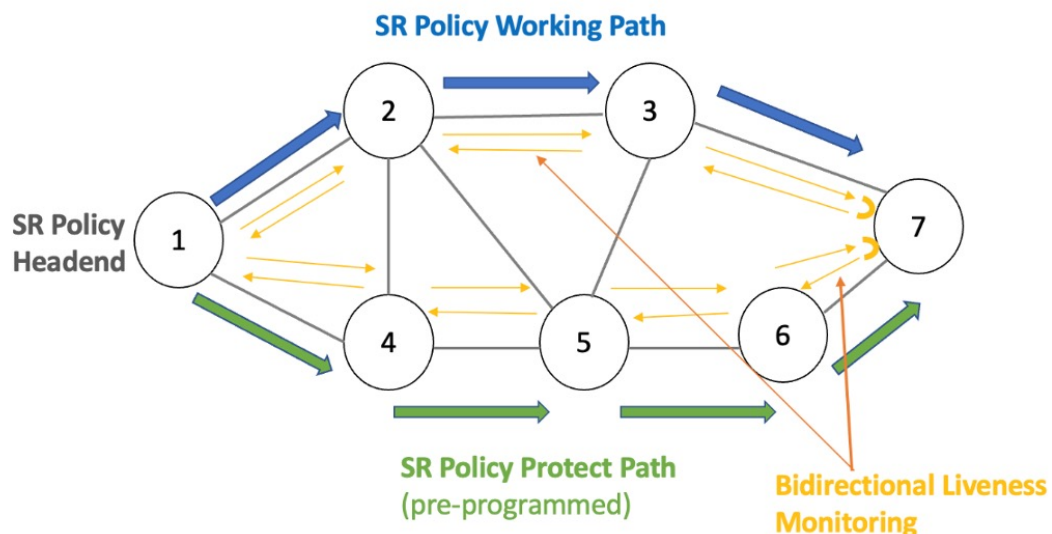 SR Policy Working Path
2
3
SR Policy
Headend
1
7
4
5
6
SR Policy Protect Path
(pre-programmed)
Bidirectional Liveness
Monitoring